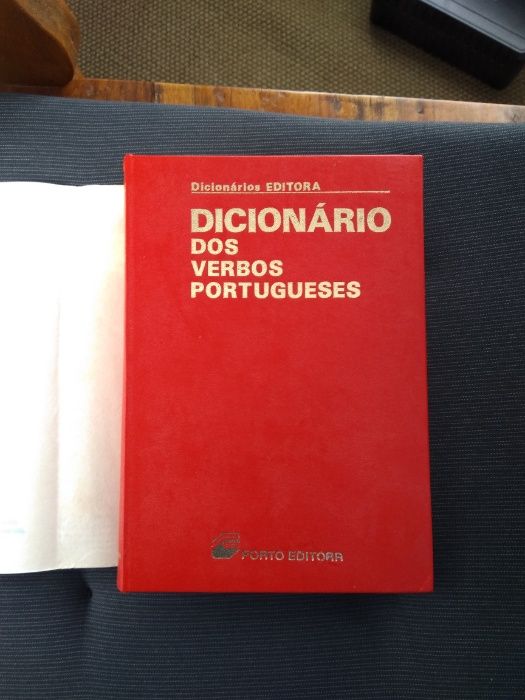 Dicionários EDITORA
DICIONÁRIO
DOS
VERBOS
PORTUGUESES
PORTO EDITORA